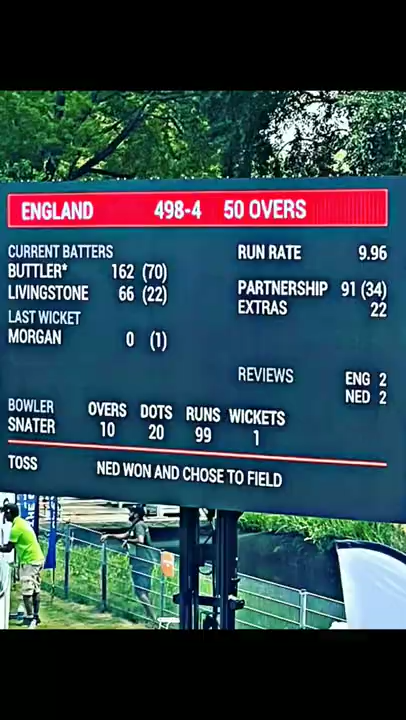 ENGLAND 498-4 50 OVERS
CURRENT BATTERS
BUTTLER* 162 (70)
LIVINGSTONE 66 (22)
LAST WICKET
MORGAN 0 (1)
RUN RATE 9.96
PARTNERSHIP 91 (34)
EXTRAS 22
REVIEWS ENG 2
NED 2
BOWLER OVERS DOTS RUNS WICKETS
SNATER 10 20 99 1
TOSS NED WON AND CHOSE TO FIELD